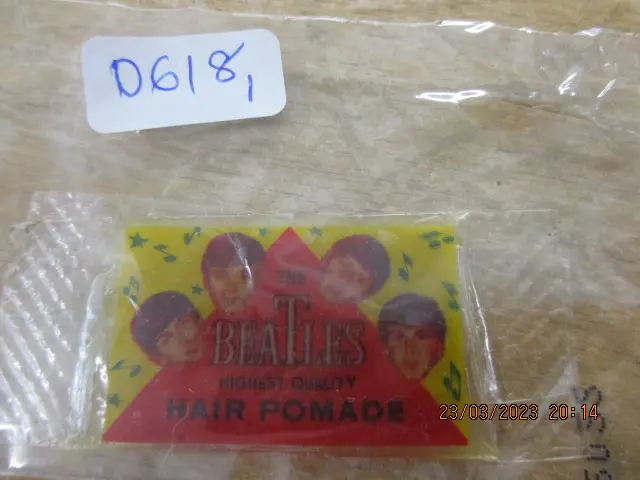 D618,
THE
BEATLES
HIGHEST QUALITY
HAIR POMADE
23/03/2023 20:14